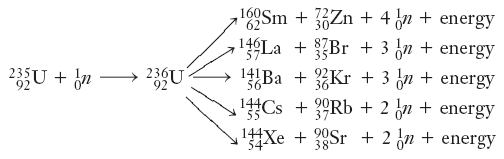 ¹⁶⁰₆₂Sm + ⁷²₃₀Zn + 4 ¹₀n + energy
¹⁴⁶₅₇La + ⁸⁷₃₅Br + 3 ¹₀n + energy
²³⁵₉₂U + ¹₀n ⟶ ²³⁶₉₂U ⟶ ¹⁴¹₅₆Ba + ⁹²₃₆Kr + 3 ¹₀n + energy
¹⁴⁴₅₅Cs + ⁹⁰₃₇Rb + 2 ¹₀n + energy
¹⁴⁴₅₄Xe + ⁹⁰₃₈Sr + 2 ¹₀n + energy